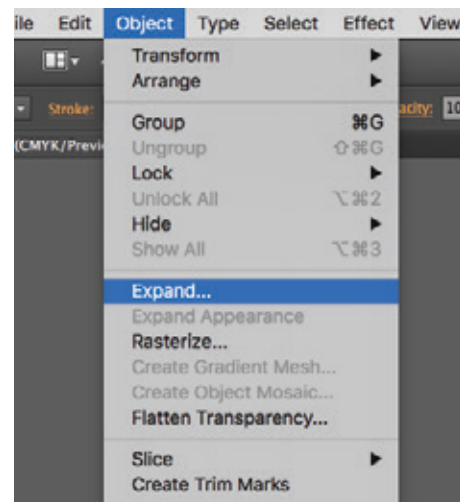 ile Edit Object Type Select Effect View
Transform
Arrange
Stroke: acity: 10
Group ⌘G
(CMYK/Previ
Ungroup ⇧⌘G
Lock
Unlock All ⌥⌘2
Hide
Show All ⌥⌘3
Expand...
Expand Appearance
Rasterize...
Create Gradient Mesh...
Create Object Mosaic...
Flatten Transparency...
Slice
Create Trim Marks